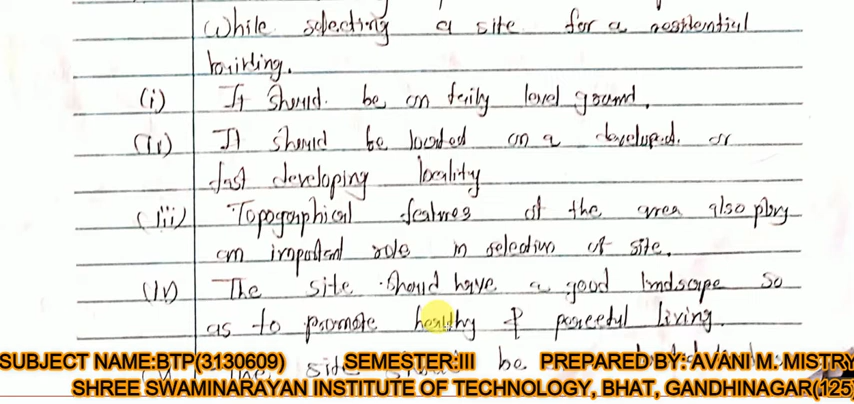 While selecting a site for a residential
building.
(i) It should be on fairly level ground.
(ii) It should be located on a developed or
fast developing locality
(iii) Topographical features of the area also play
an important role in selection of site.
(iv) The site should have a good landscape so
as to promote healthy & peaceful living.
site be
SUBJECT NAME:BTP(3130609) SEMESTER:III PREPARED BY: AVANI M. MISTRY
SHREE SWAMINARAYAN INSTITUTE OF TECHNOLOGY, BHAT, GANDHINAGAR(125)